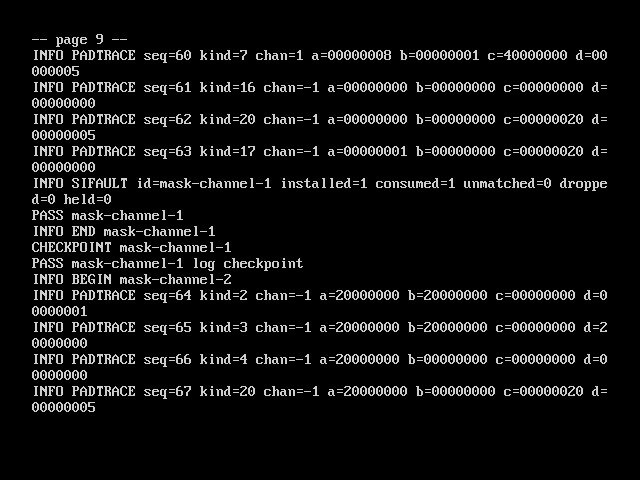 -- page 9 --
INFO PADTRACE seq=60 kind=7 chan=1 a=00000008 b=00000001 c=40000000 d=00
000005
INFO PADTRACE seq=61 kind=16 chan=-1 a=00000000 b=00000000 c=00000000 d=
00000000
INFO PADTRACE seq=62 kind=20 chan=-1 a=00000000 b=00000000 c=00000020 d=
00000005
INFO PADTRACE seq=63 kind=17 chan=-1 a=00000001 b=00000000 c=00000020 d=
00000000
INFO SIFAULT id=mask-channel-1 installed=1 consumed=1 unmatched=0 droppe
d=0 held=0
PASS mask-channel-1
INFO END mask-channel-1
CHECKPOINT mask-channel-1
PASS mask-channel-1 log checkpoint
INFO BEGIN mask-channel-2
INFO PADTRACE seq=64 kind=2 chan=-1 a=20000000 b=20000000 c=00000000 d=0
0000001
INFO PADTRACE seq=65 kind=3 chan=-1 a=20000000 b=20000000 c=00000000 d=2
0000000
INFO PADTRACE seq=66 kind=4 chan=-1 a=20000000 b=00000000 c=00000000 d=0
0000000
INFO PADTRACE seq=67 kind=20 chan=-1 a=20000000 b=00000000 c=00000020 d=
00000005